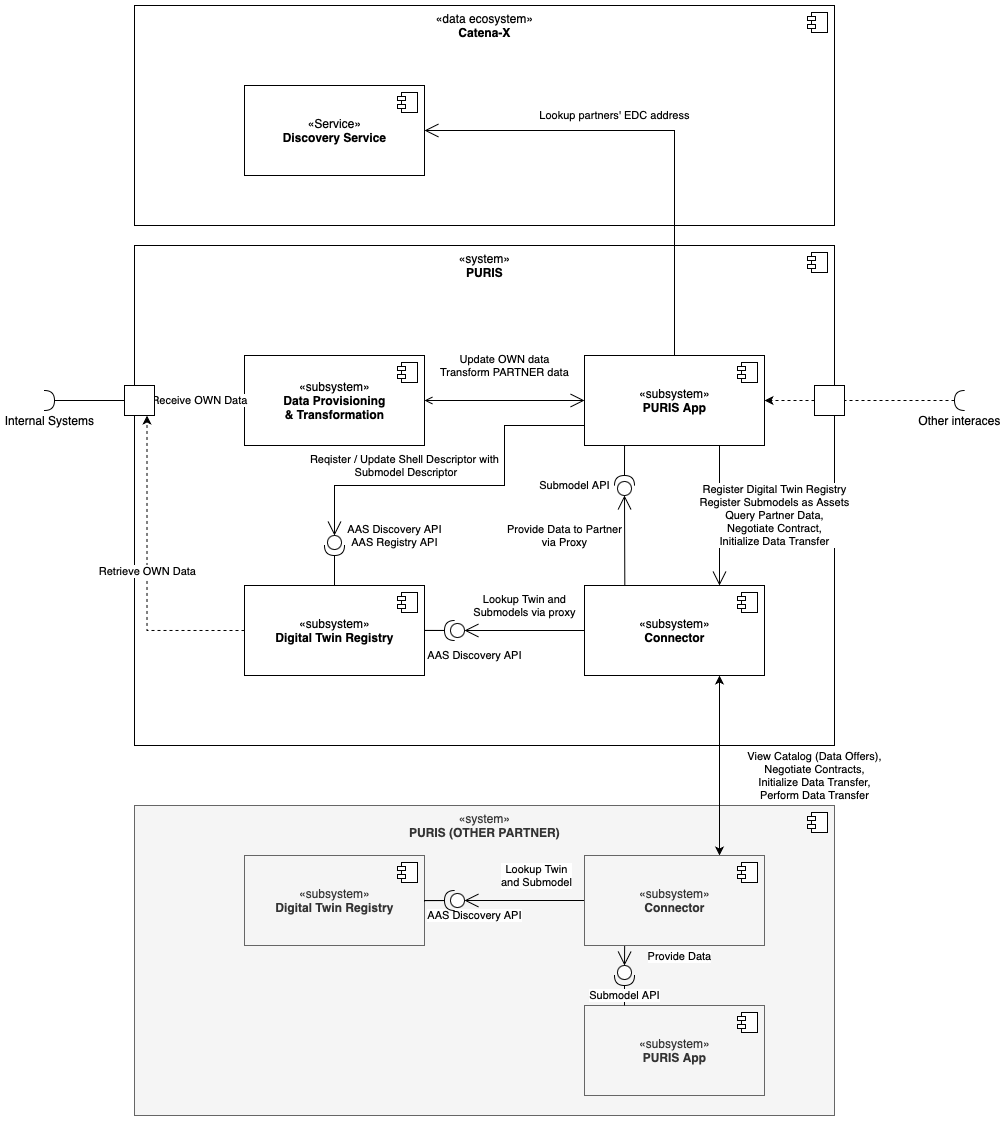 «data ecosystem»
Catena-X
«Service»
Discovery Service
Lookup partners' EDC address
«system»
PURIS
«subsystem»
Data Provisioning
& Transformation
Update OWN data
Transform PARTNER data
«subsystem»
PURIS App
Receive OWN Data
Internal Systems
Other interaces
Reqister / Update Shell Descriptor with
Submodel Descriptor
Submodel API
Register Digital Twin Registry
Register Submodels as Assets
Query Partner Data,
Negotiate Contract,
Initialize Data Transfer
AAS Discovery API
AAS Registry API
Provide Data to Partner
via Proxy
Retrieve OWN Data
«subsystem»
Digital Twin Registry
Lookup Twin and
Submodels via proxy
AAS Discovery API
«subsystem»
Connector
View Catalog (Data Offers),
Negotiate Contracts,
Initialize Data Transfer,
Perform Data Transfer
«system»
PURIS (OTHER PARTNER)
«subsystem»
Digital Twin Registry
Lookup Twin
and Submodel
AAS Discovery API
«subsystem»
Connector
Provide Data
Submodel API
«subsystem»
PURIS App